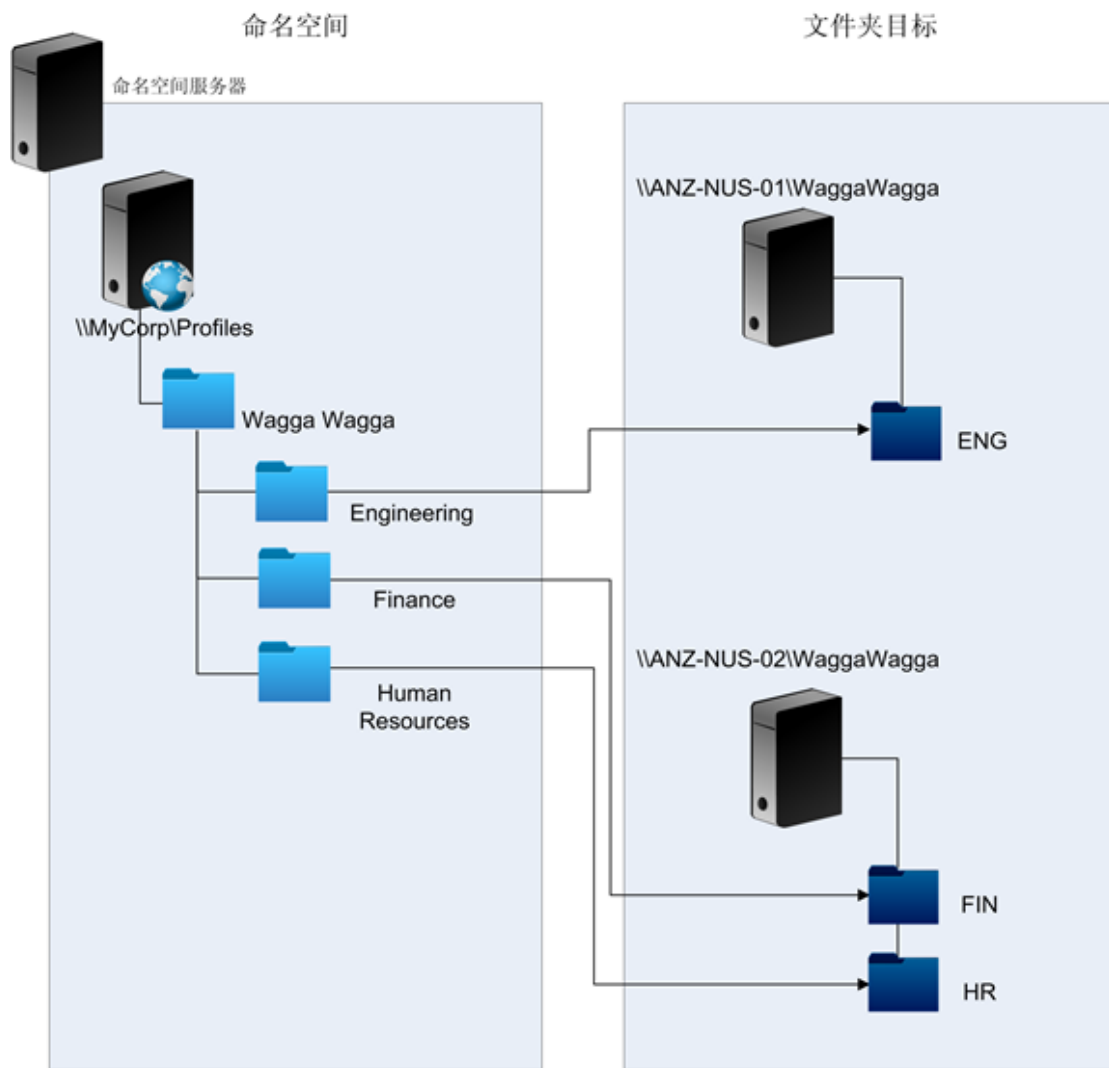 命名空间
文件夹目标
命名空间服务器
\\MyCorp\Profiles
Wagga Wagga
Engineering
Finance
Human
Resources
\\ANZ-NUS-01\WaggaWagga
ENG
\\ANZ-NUS-02\WaggaWagga
FIN
HR